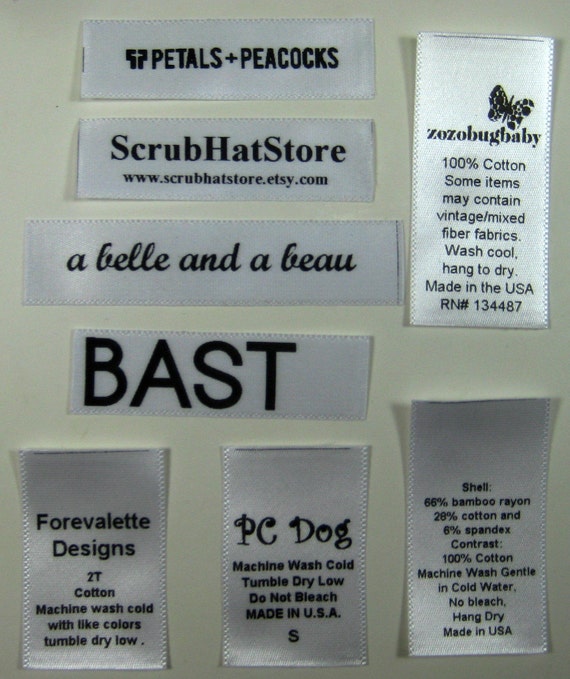 PETALS+PEACOCKS
ScrubHatStore
www.scrubhatstore.etsy.com
a belle and a beau
BAST
zozobugbaby
100% Cotton
Some items
may contain
vintage/mixed
fiber fabrics.
Wash cool,
hang to dry.
Made in the USA
RN# 134487
Forevalette
Designs
2T
Cotton
Machine wash cold
with like colors
tumble dry low .
PC Dog
Machine Wash Cold
Tumble Dry Low
Do Not Bleach
MADE IN U.S.A.
S
Shell:
66% bamboo rayon
28% cotton and
6% spandex
Contrast:
100% Cotton
Machine Wash Gentle
in Cold Water,
No bleach,
Hang Dry
Made in USA